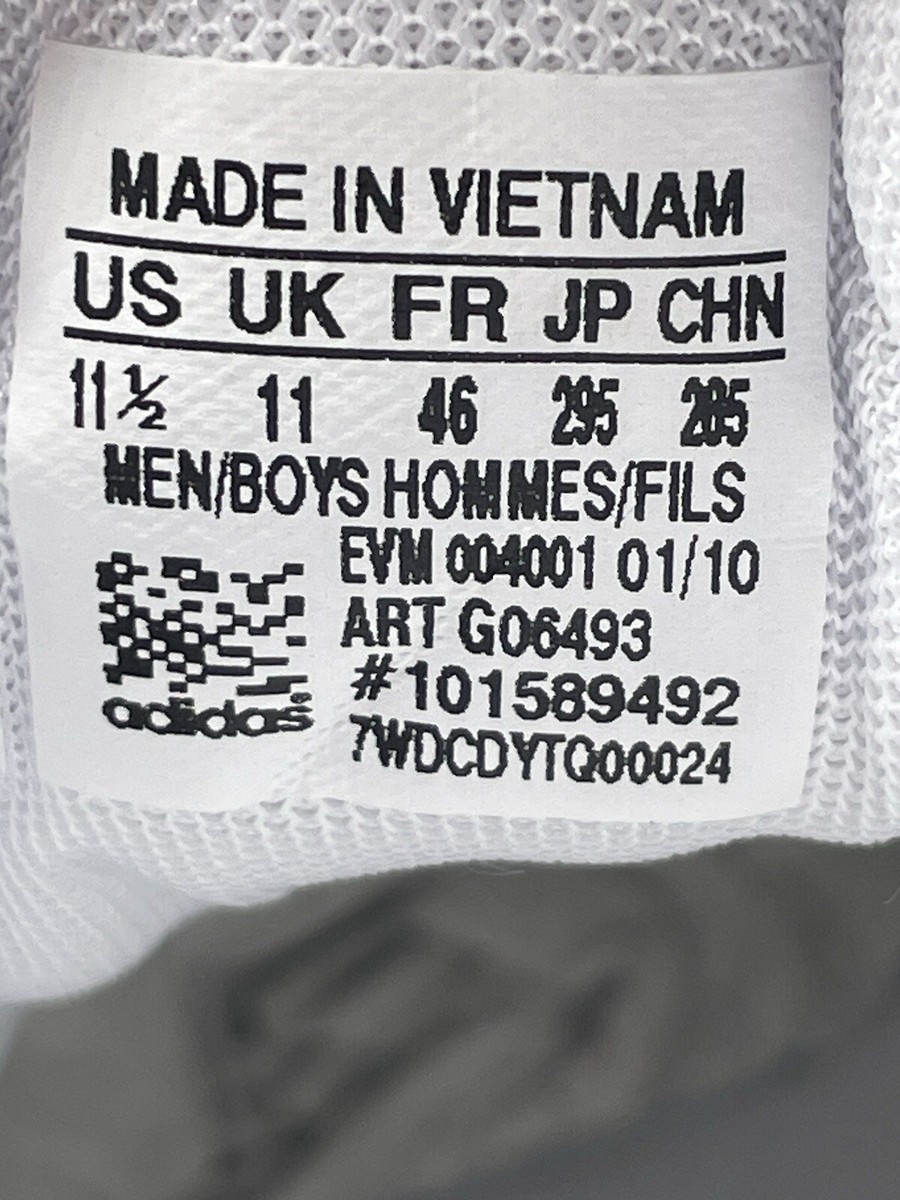 MADE IN VIETNAM
US UK FR JP CHN
11½ 11 46 295 285
MEN/BOYS HOMMES/FILS
EVM 004001 01/10
ART G06493
#101589492
7WDCDYTQ00024
adidas